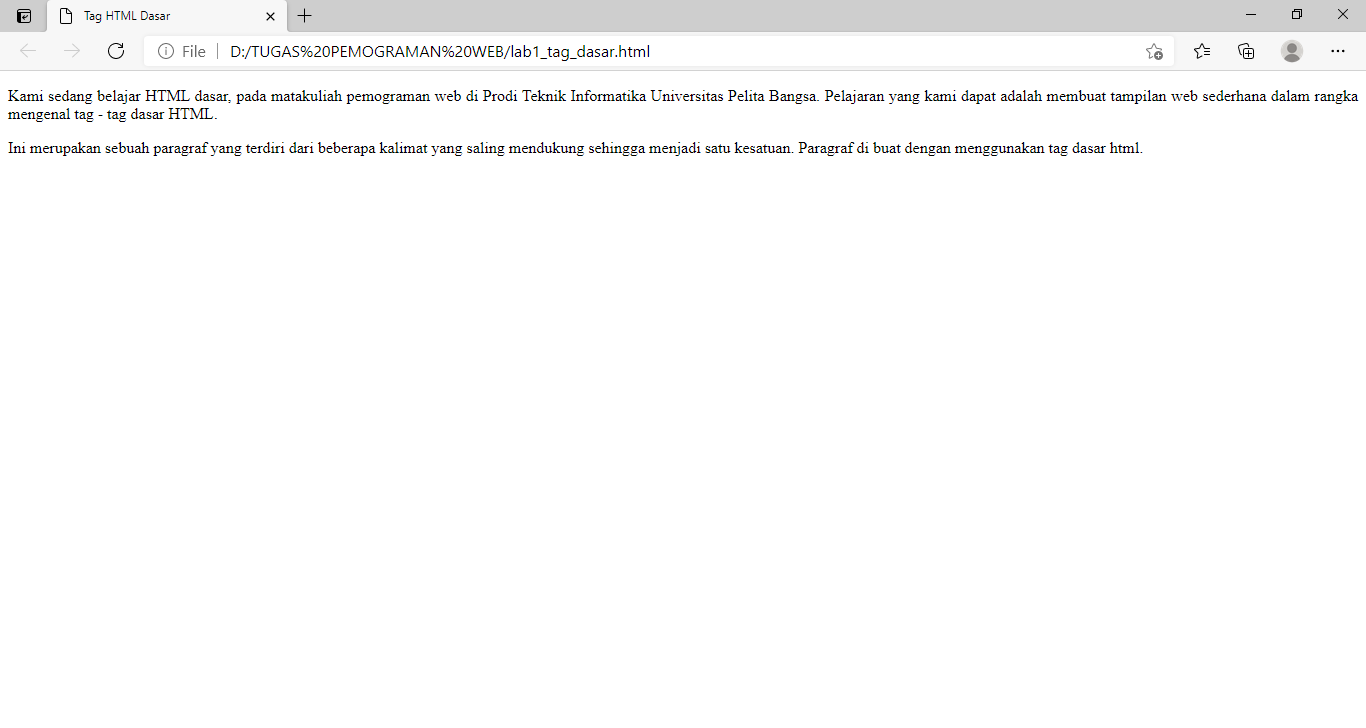 Tag HTML Dasar
File
D:/TUGAS%20PEMOGRAMAN%20WEB/lab1_tag_dasar.html
Kami sedang belajar HTML dasar, pada matakuliah pemograman web di Prodi Teknik Informatika Universitas Pelita Bangsa. Pelajaran yang kami dapat adalah membuat tampilan web sederhana dalam rangka
mengenal tag - tag dasar HTML.
Ini merupakan sebuah paragraf yang terdiri dari beberapa kalimat yang saling mendukung sehingga menjadi satu kesatuan. Paragraf di buat dengan menggunakan tag dasar html.